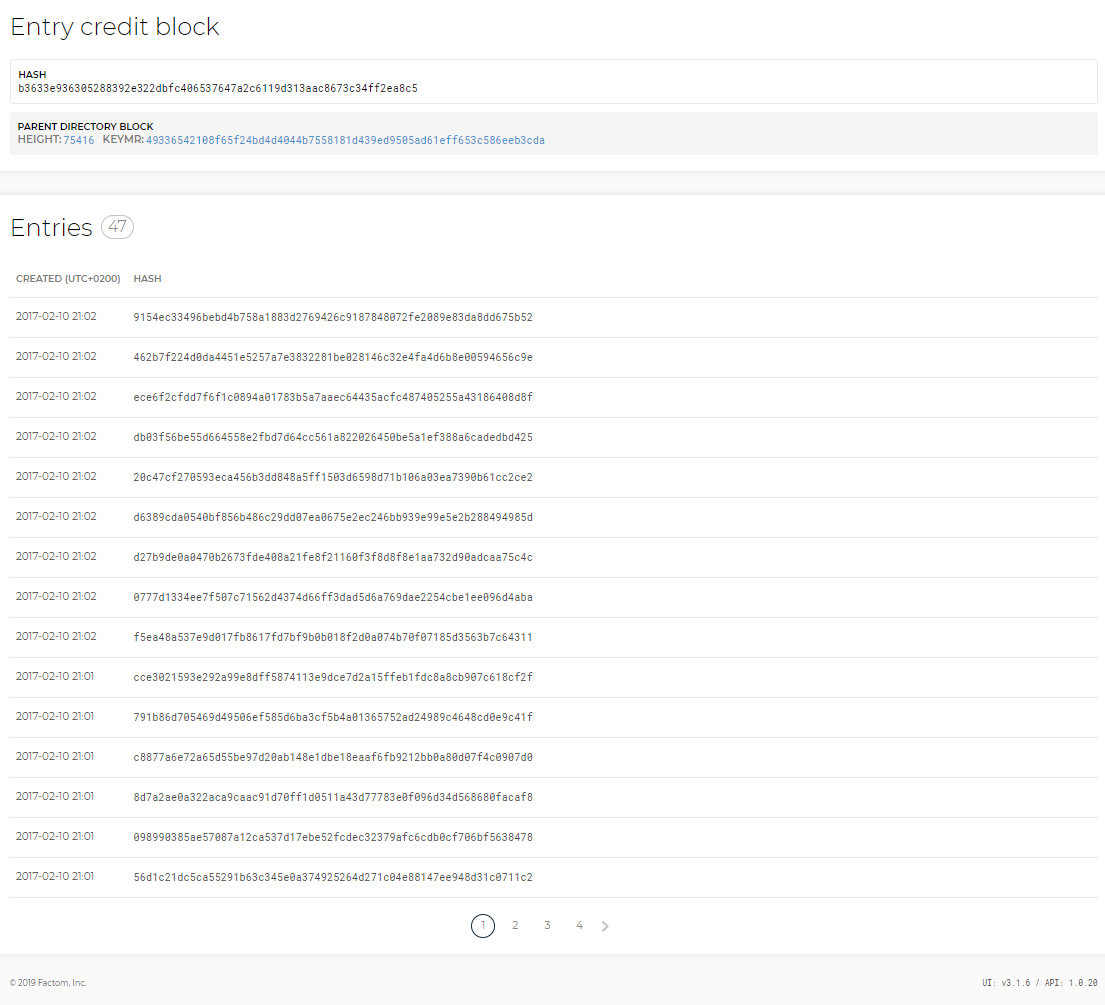 Entry credit block
HASH
b3633e936305288392e322dbfc406537647a2c6119d313aac8673c34ff2ea8c5
PARENT DIRECTORY BLOCK
HEIGHT: 75416 KEYMR: 49336542108f65f24bd4d4044b7558181d439ed9505ad61eff653c586eeb3cda
Entries 47
CREATED (UTC+0200) HASH
2017-02-10 21:02 9154ec33496bebd4b758a1883d2769426c9187848072fe2089e83da8dd675b52
2017-02-10 21:02 462b7f224d0da4451e5257a7e3832281be028146c32e4fa4d6b8e00594656c9e
2017-02-10 21:02 ece6f2cfdd7f6f1c0894a01783b5a7aaec64435acfc487405255a43186408d8f
2017-02-10 21:02 db03f56be55d664558e2fbd7d64cc561a822026450be5a1ef388a6cadedbd425
2017-02-10 21:02 20c47cf270593eca456b3dd848a5ff1503d6598d71b106a03ea7390b61cc2ce2
2017-02-10 21:02 d6389cda0540bf856b486c29dd07ea0675e2ec246bb939e99e5e2b288494985d
2017-02-10 21:02 d27b9de0a0470b2673fde408a21fe8f21160f3f8d8f8e1aa732d90adcaa75c4c
2017-02-10 21:02 0777d1334ee7f507c71562d4374d66ff3dad5d6a769dae2254cbe1ee096d4aba
2017-02-10 21:02 f5ea48a537e9d017fb8617fd7bf9b0b018f2d0a074b70f07185d3563b7c64311
2017-02-10 21:01 cce3021593e292a99e8dff5874113e9dce7d2a15ffeb1fdc8a8cb907c618cf2f
2017-02-10 21:01 791b86d705469d49506ef585d6ba3cf5b4a01365752ad24989c4648cd0e9c41f
2017-02-10 21:01 c8877a6e72a65d55be97d20ab148e1dbe18eaaf6fb9212bb0a80d07f4c0907d0
2017-02-10 21:01 8d7a2ae0a322aca9caac91d70ff1d0511a43d77783e0f096d34d568680facaf8
2017-02-10 21:01 098990385ae57087a12ca537d17ebe52fcdec32379afc6cdb0cf706bf5638478
2017-02-10 21:01 56d1c21dc5ca55291b63c345e0a374925264d271c04e88147ee948d31c0711c2
1 2 3 4
© 2019 Factom, Inc. UI: v3.1.6 / API: 1.0.20